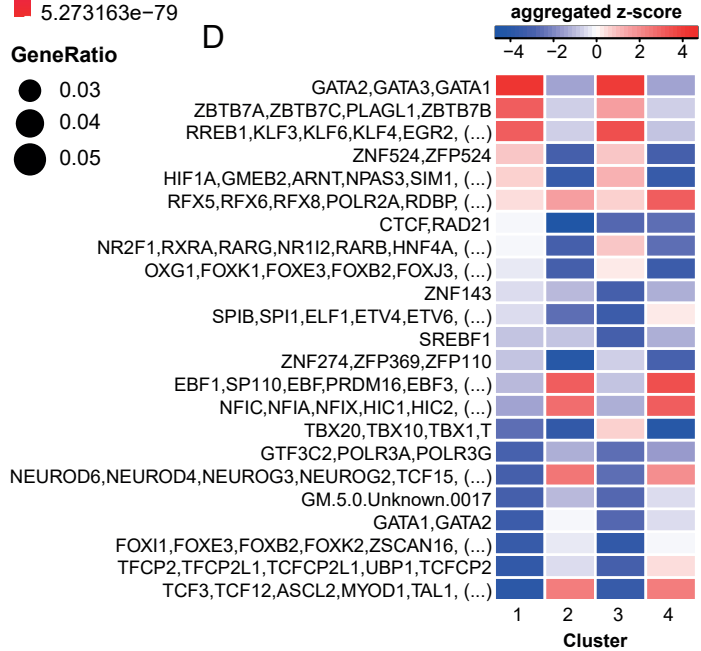 5.273163e−79
GeneRatio
0.03
0.04
0.05
D
aggregated z-score
−4 −2 0 2 4
GATA2,GATA3,GATA1
ZBTB7A,ZBTB7C,PLAGL1,ZBTB7B
RREB1,KLF3,KLF6,KLF4,EGR2, (...)
ZNF524,ZFP524
HIF1A,GMEB2,ARNT,NPAS3,SIM1, (...)
RFX5,RFX6,RFX8,POLR2A,RDBP, (...)
CTCF,RAD21
NR2F1,RXRA,RARG,NR1I2,RARB,HNF4A, (...)
OXG1,FOXK1,FOXE3,FOXB2,FOXJ3, (...)
ZNF143
SPIB,SPI1,ELF1,ETV4,ETV6, (...)
SREBF1
ZNF274,ZFP369,ZFP110
EBF1,SP110,EBF,PRDM16,EBF3, (...)
NFIC,NFIA,NFIX,HIC1,HIC2, (...)
TBX20,TBX10,TBX1,T
GTF3C2,POLR3A,POLR3G
NEUROD6,NEUROD4,NEUROG3,NEUROG2,TCF15, (...)
GM.5.0.Unknown.0017
GATA1,GATA2
FOXI1,FOXE3,FOXB2,FOXK2,ZSCAN16, (...)
TFCP2,TFCP2L1,TCFCP2L1,UBP1,TCFCP2
TCF3,TCF12,ASCL2,MYOD1,TAL1, (...)
1 2 3 4
Cluster